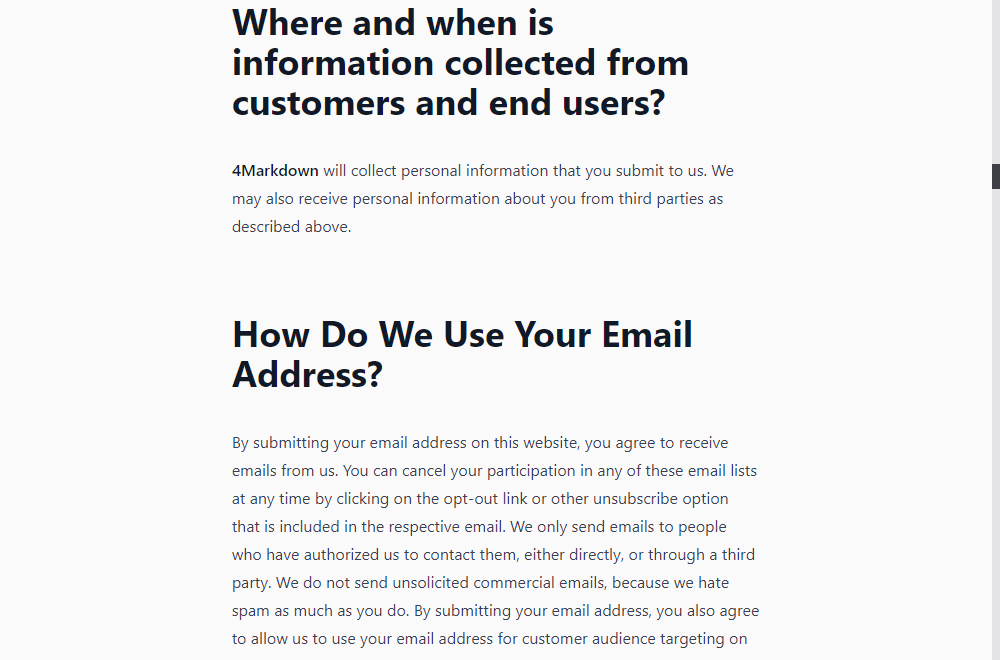 Where and when is
information collected from
customers and end users?
4Markdown will collect personal information that you submit to us. We
may also receive personal information about you from third parties as
described above.
How Do We Use Your Email
Address?
By submitting your email address on this website, you agree to receive
emails from us. You can cancel your participation in any of these email lists
at any time by clicking on the opt-out link or other unsubscribe option
that is included in the respective email. We only send emails to people
who have authorized us to contact them, either directly, or through a third
party. We do not send unsolicited commercial emails, because we hate
spam as much as you do. By submitting your email address, you also agree
to allow us to use your email address for customer audience targeting on